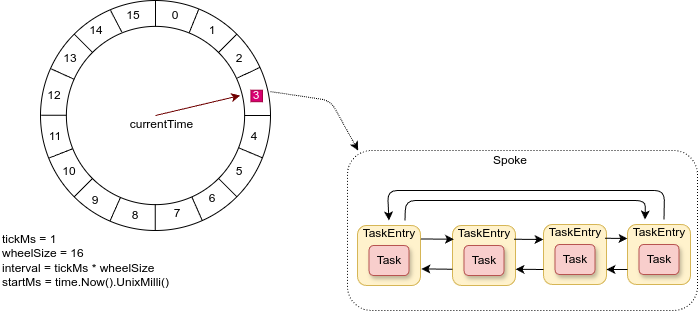 0
1
2
3
4
5
6
7
8
9
10
11
12
13
14
15
currentTime
tickMs = 1
wheelSize = 16
interval = tickMs * wheelSize
startMs = time.Now().UnixMilli()
Spoke
TaskEntry
Task
TaskEntry
Task
TaskEntry
Task
TaskEntry
Task